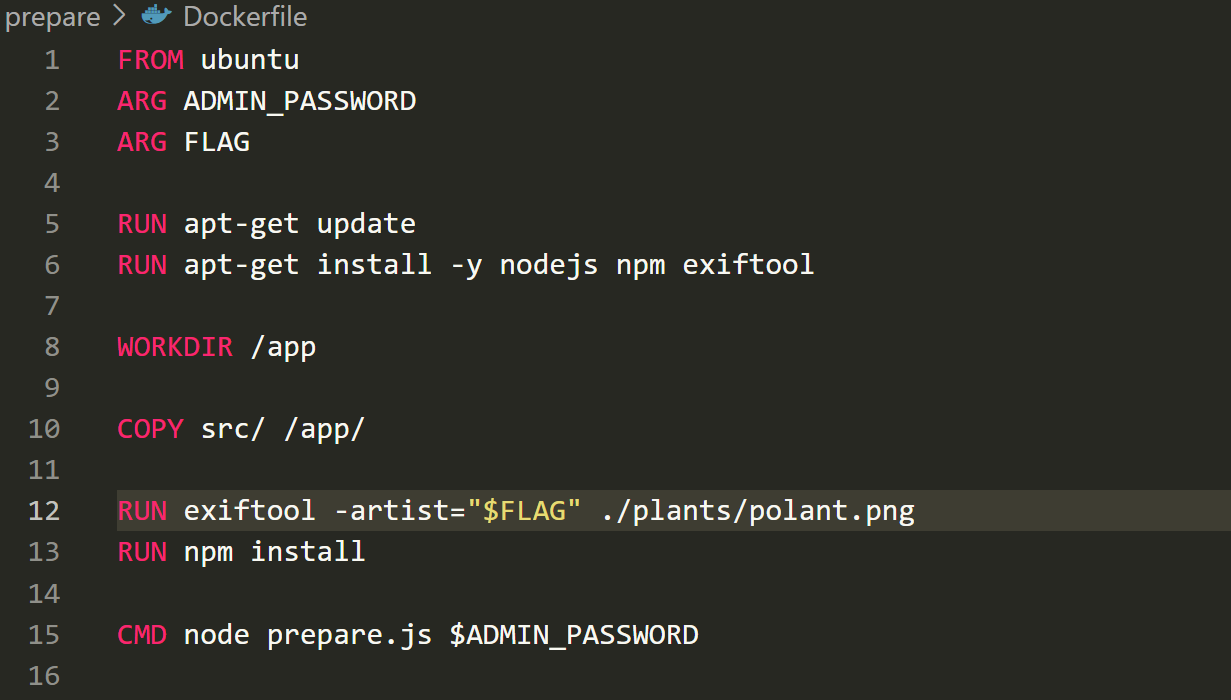 prepare > Dockerfile
1 FROM ubuntu
2 ARG ADMIN_PASSWORD
3 ARG FLAG
4
5 RUN apt-get update
6 RUN apt-get install -y nodejs npm exiftool
7
8 WORKDIR /app
9
10 COPY src/ /app/
11
12 RUN exiftool -artist="$FLAG" ./plants/polant.png
13 RUN npm install
14
15 CMD node prepare.js $ADMIN_PASSWORD
16